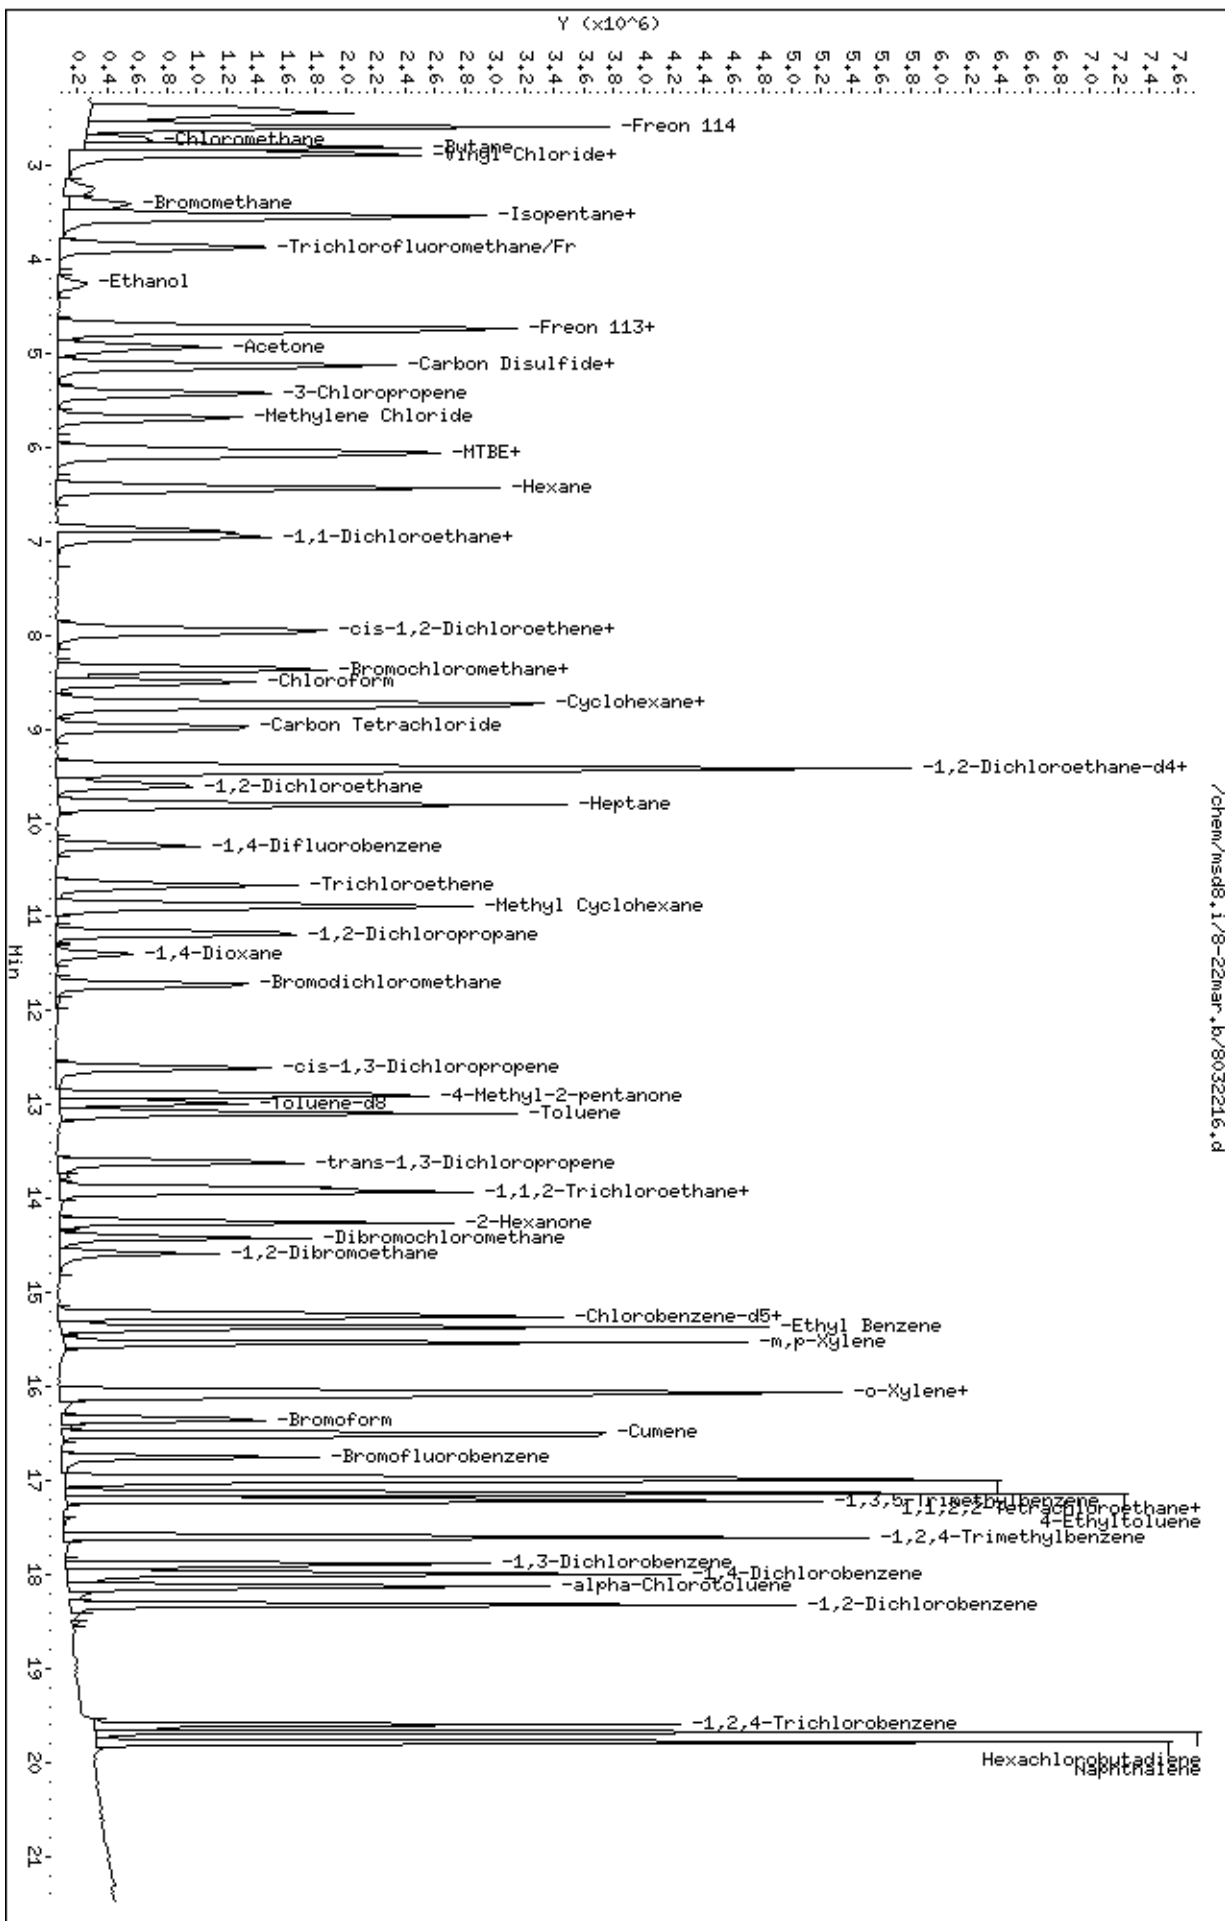 Y (x10^6)
0.2
0.4
0.6
0.8
1.0
1.2
1.4
1.6
1.8
2.0
2.2
2.4
2.6
2.8
3.0
3.2
3.4
3.6
3.8
4.0
4.2
4.4
4.6
4.8
5.0
5.2
5.4
5.6
5.8
6.0
6.2
6.4
6.6
6.8
7.0
7.2
7.4
7.6
/chem/msd8.i/8-22mar.b/8032216.d
-Freon 114
-Chloromethane
-Butane
-Vinyl Chloride+
-Bromomethane
-Isopentane+
-Trichlorofluoromethane/Fr
-Ethanol
-Freon 113+
-Acetone
-Carbon Disulfide+
-3-Chloropropene
-Methylene Chloride
-MTBE+
-Hexane
-1,1-Dichloroethane+
-cis-1,2-Dichloroethene+
-Bromochloromethane+
-Chloroform
-Cyclohexane+
-Carbon Tetrachloride
-1,2-Dichloroethane-d4+
-1,2-Dichloroethane
-Heptane
-1,4-Difluorobenzene
-Trichloroethene
-Methyl Cyclohexane
-1,2-Dichloropropane
-1,4-Dioxane
-Bromodichloromethane
-cis-1,3-Dichloropropene
-4-Methyl-2-pentanone
-Toluene-d8
-Toluene
-trans-1,3-Dichloropropene
-1,1,2-Trichloroethane+
-2-Hexanone
-Dibromochloromethane
-1,2-Dibromoethane
-Chlorobenzene-d5+
-Ethyl Benzene
-m,p-Xylene
-o-Xylene+
-Bromoform
-Cumene
-Bromofluorobenzene
-1,3,5-Trimethylbenzene
1,1,2,2-Tetrachloroethane+
4-Ethyltoluene
-1,2,4-Trimethylbenzene
-1,3-Dichlorobenzene
-1,4-Dichlorobenzene
-alpha-Chlorotoluene
-1,2-Dichlorobenzene
-1,2,4-Trichlorobenzene
Hexachlorobutadiene
Naphthalene
3
4
5
6
7
8
9
10
11
12
13
14
15
16
17
18
19
20
21
Min